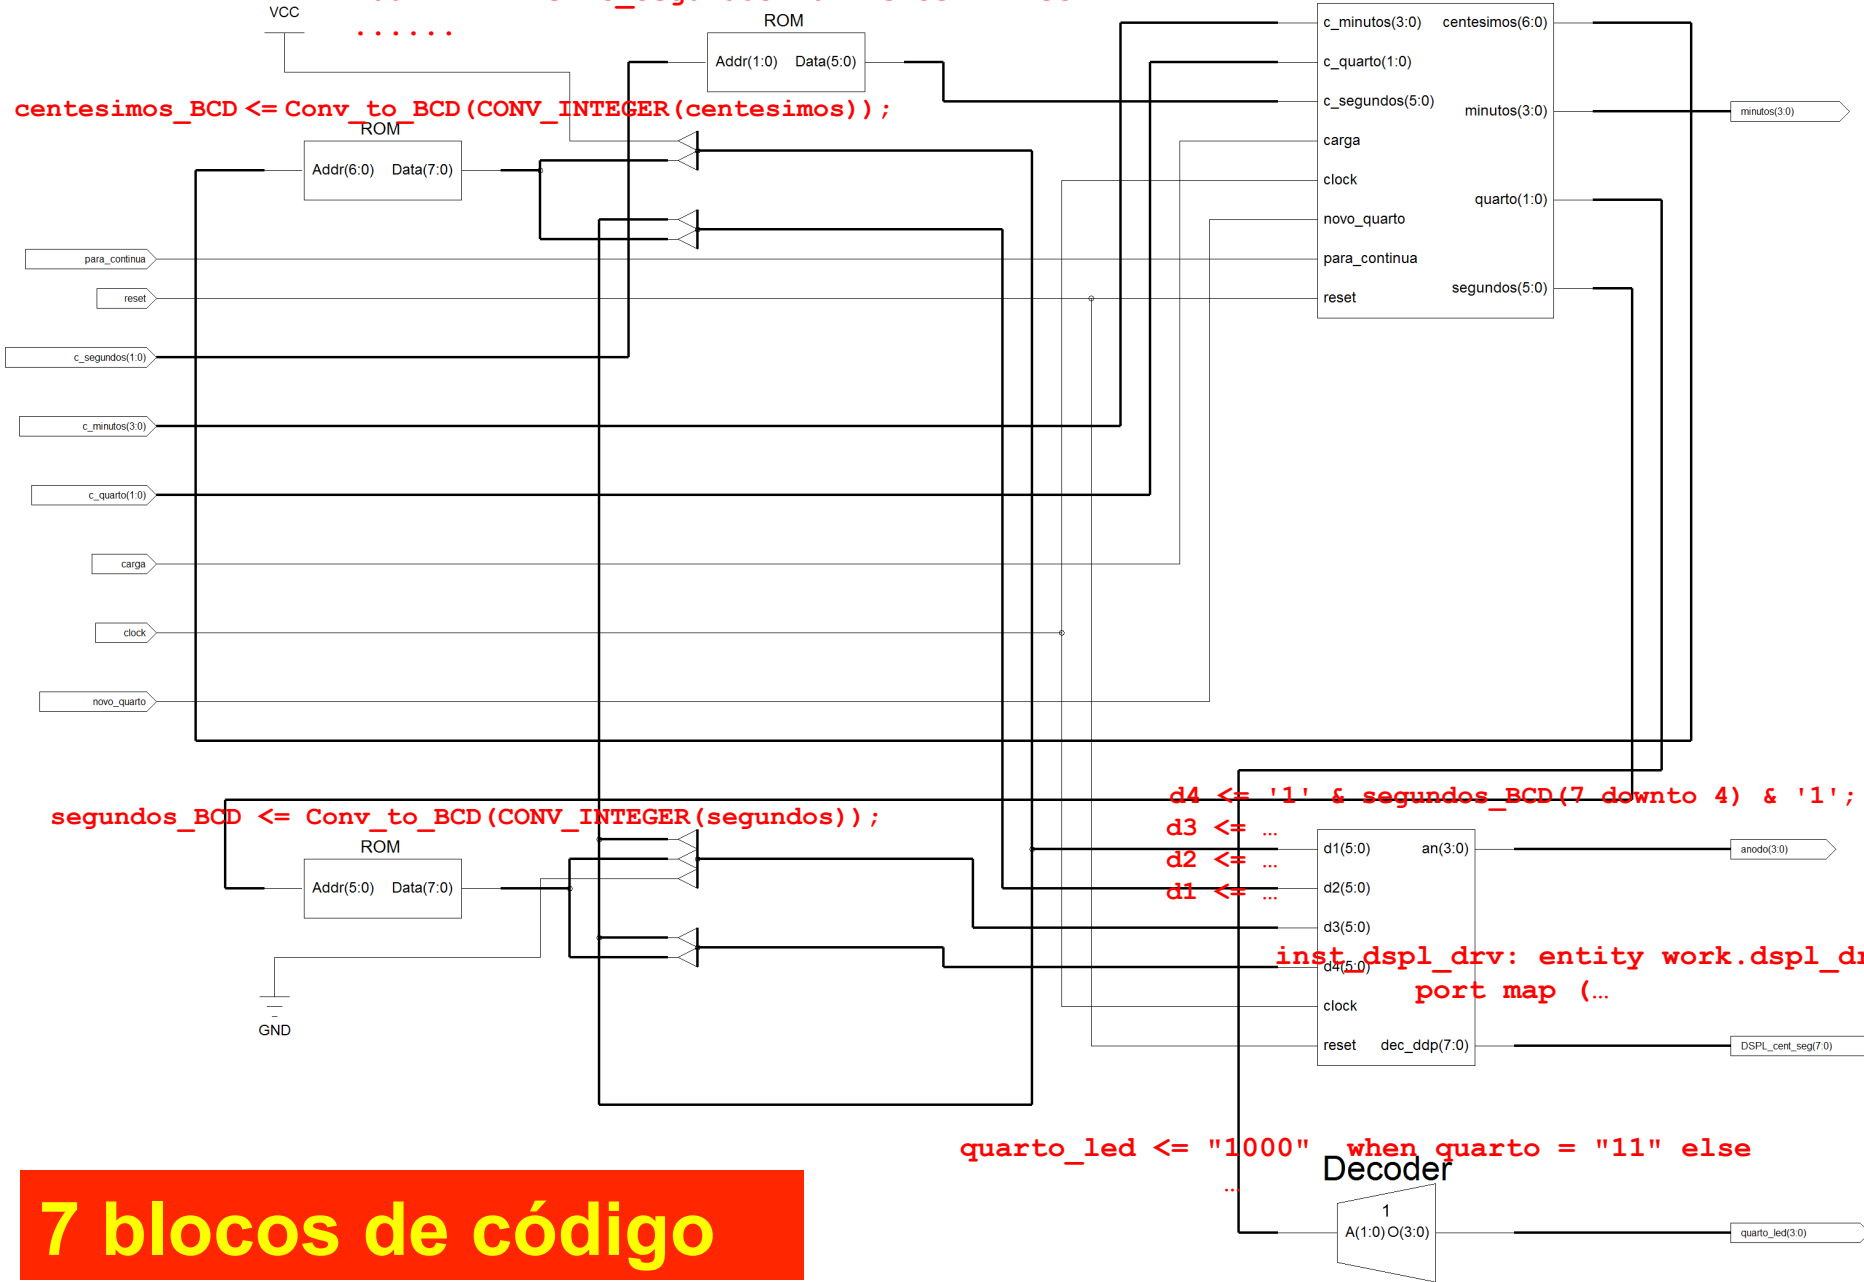 VCC
......
ROM
Addr(1:0) Data(5:0)
centesimos_BCD <= Conv_to_BCD(CONV_INTEGER(centesimos));
ROM
Addr(6:0) Data(7:0)
c_minutos(3:0) centesimos(6:0)
c_quarto(1:0)
c_segundos(5:0)
minutos(3:0)
carga
clock
quarto(1:0)
novo_quarto
para_continua
segundos(5:0)
reset
minutos(3:0)
para_continua
reset
c_segundos(1:0)
c_minutos(3:0)
c_quarto(1:0)
carga
clock
novo_quarto
d4 <= '1' & segundos_BCD(7 downto 4) & '1';
d3 <= …
d2 <= …
d1 <= …
segundos_BCD <= Conv_to_BCD(CONV_INTEGER(segundos));
ROM
Addr(5:0) Data(7:0)
GND
d1(5:0) an(3:0)
d2(5:0)
d3(5:0)
d4(5:0)
clock
reset dec_ddp(7:0)
anodo(3:0)
inst_dspl_drv: entity work.dspl_dr
port map (…
DSPL_cent_seg(7:0)
quarto_led <= "1000" when quarto = "11" else
…
Decoder
1
A(1:0) O(3:0)
quarto_led(3:0)
7 blocos de código